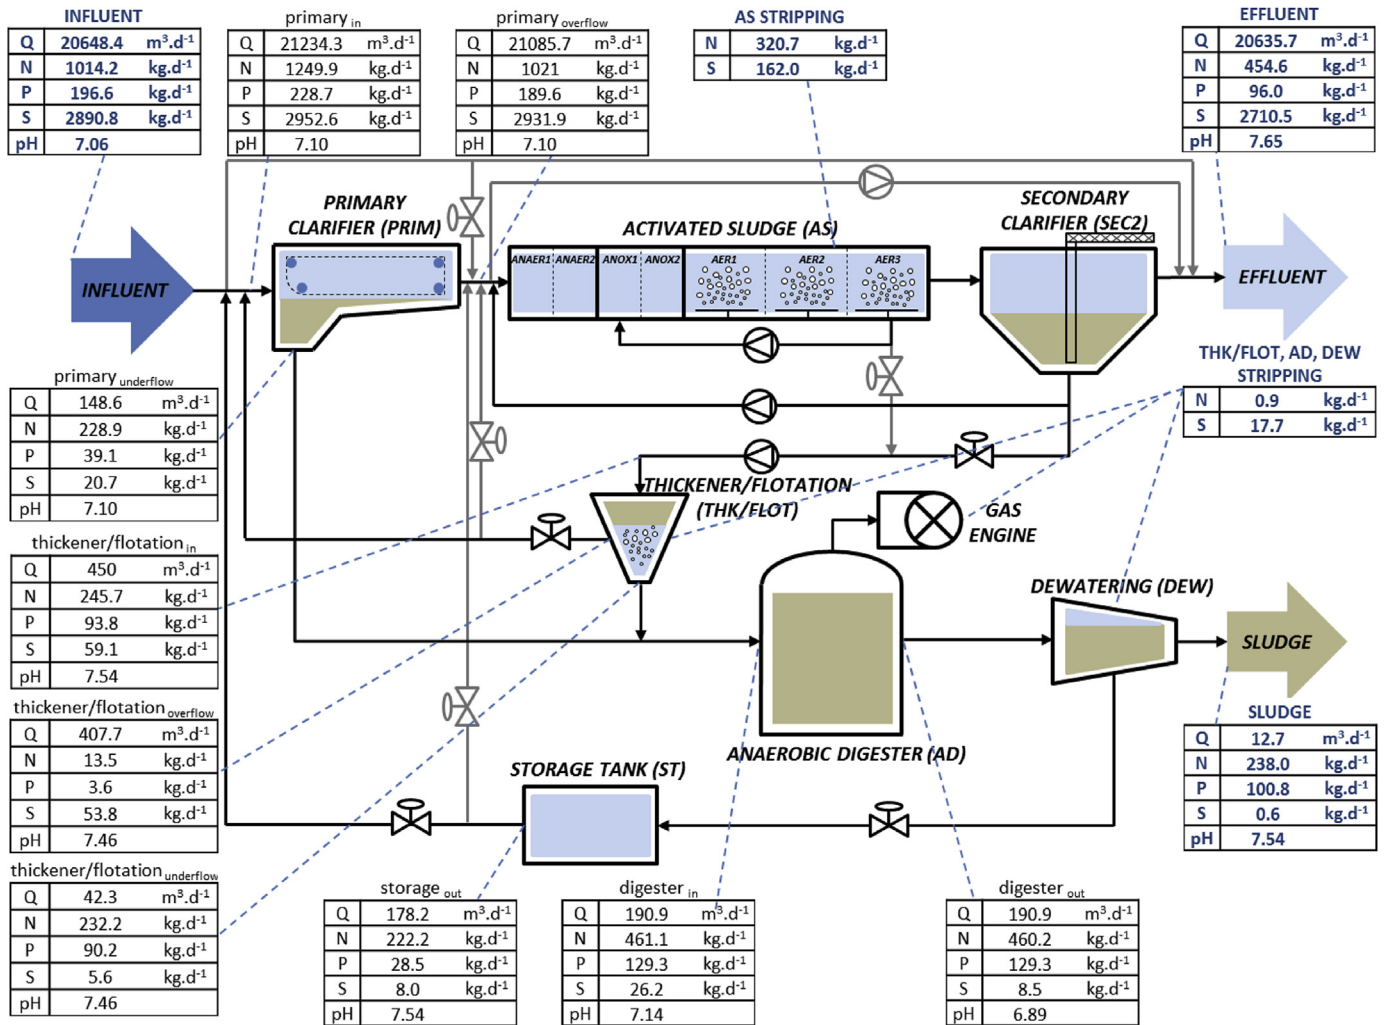 INFLUENT
Q 20648.4 m³.d⁻¹
N 1014.2 kg.d⁻¹
P 196.6 kg.d⁻¹
S 2890.8 kg.d⁻¹
pH 7.06
primary in
Q 21234.3 m³.d⁻¹
N 1249.9 kg.d⁻¹
P 228.7 kg.d⁻¹
S 2952.6 kg.d⁻¹
pH 7.10
primary overflow
Q 21085.7 m³.d⁻¹
N 1021 kg.d⁻¹
P 189.6 kg.d⁻¹
S 2931.9 kg.d⁻¹
pH 7.10
AS STRIPPING
N 320.7 kg.d⁻¹
S 162.0 kg.d⁻¹
EFFLUENT
Q 20635.7 m³.d⁻¹
N 454.6 kg.d⁻¹
P 96.0 kg.d⁻¹
S 2710.5 kg.d⁻¹
pH 7.65
PRIMARY
CLARIFIER (PRIM)
ACTIVATED SLUDGE (AS)
SECONDARY
CLARIFIER (SEC2)
ANAER1 ANAER2 ANOX1 ANOX2 AER1 AER2 AER3
INFLUENT
EFFLUENT
primary underflow
Q 148.6 m³.d⁻¹
N 228.9 kg.d⁻¹
P 39.1 kg.d⁻¹
S 20.7 kg.d⁻¹
pH 7.10
THK/FLOT, AD, DEW
STRIPPING
N 0.9 kg.d⁻¹
S 17.7 kg.d⁻¹
THICKENER/FLOTATION
(THK/FLOT)
GAS
ENGINE
thickener/flotation in
Q 450 m³.d⁻¹
N 245.7 kg.d⁻¹
P 93.8 kg.d⁻¹
S 59.1 kg.d⁻¹
pH 7.54
DEWATERING (DEW)
SLUDGE
thickener/flotation overflow
Q 407.7 m³.d⁻¹
N 13.5 kg.d⁻¹
P 3.6 kg.d⁻¹
S 53.8 kg.d⁻¹
pH 7.46
ANAEROBIC DIGESTER (AD)
STORAGE TANK (ST)
SLUDGE
Q 12.7 m³.d⁻¹
N 238.0 kg.d⁻¹
P 100.8 kg.d⁻¹
S 0.6 kg.d⁻¹
pH 7.54
thickener/flotation underflow
Q 42.3 m³.d⁻¹
N 232.2 kg.d⁻¹
P 90.2 kg.d⁻¹
S 5.6 kg.d⁻¹
pH 7.46
storage out
Q 178.2 m³.d⁻¹
N 222.2 kg.d⁻¹
P 28.5 kg.d⁻¹
S 8.0 kg.d⁻¹
pH 7.54
digester in
Q 190.9 m³.d⁻¹
N 461.1 kg.d⁻¹
P 129.3 kg.d⁻¹
S 26.2 kg.d⁻¹
pH 7.14
digester out
Q 190.9 m³.d⁻¹
N 460.2 kg.d⁻¹
P 129.3 kg.d⁻¹
S 8.5 kg.d⁻¹
pH 6.89